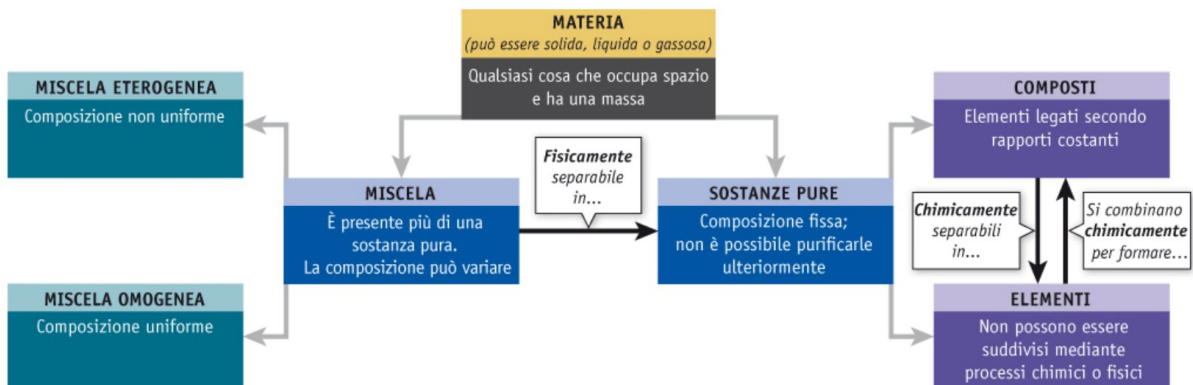 MATERIA
(può essere solida, liquida o gassosa)
Qualsiasi cosa che occupa spazio
e ha una massa
MISCELA ETEROGENEA
Composizione non uniforme
MISCELA
È presente più di una
sostanza pura.
La composizione può variare
MISCELA OMOGENEA
Composizione uniforme
Fisicamente
separabile
in...
SOSTANZE PURE
Composizione fissa;
non è possibile purificarle
ulteriormente
COMPOSTI
Elementi legati secondo
rapporti costanti
Chimicamente
separabili
in...
Si combinano
chimicamente
per formare...
ELEMENTI
Non possono essere
suddivisi mediante
processi chimici o fisici